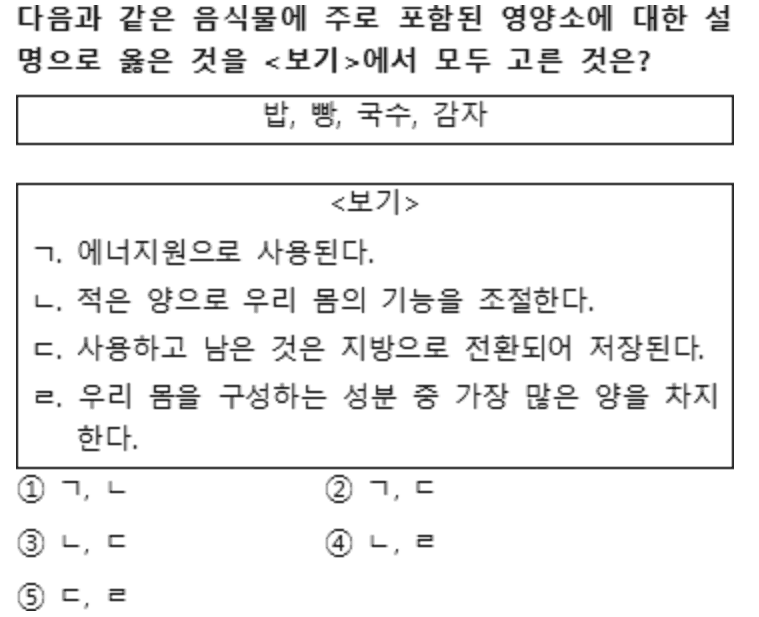 다음과 같은 음식물에 주로 포함된 영양소에 대한 설
명으로 옳은 것을 <보기>에서 모두 고른 것은?
밥, 빵, 국수, 감자
<보기>
ㄱ. 에너지원으로 사용된다.
ㄴ. 적은 양으로 우리 몸의 기능을 조절한다.
ㄷ. 사용하고 남은 것은 지방으로 전환되어 저장된다.
ㄹ. 우리 몸을 구성하는 성분 중 가장 많은 양을 차지
한다.
① ㄱ, ㄴ ② ㄱ, ㄷ
③ ㄴ, ㄷ ④ ㄴ, ㄹ
⑤ ㄷ, ㄹ